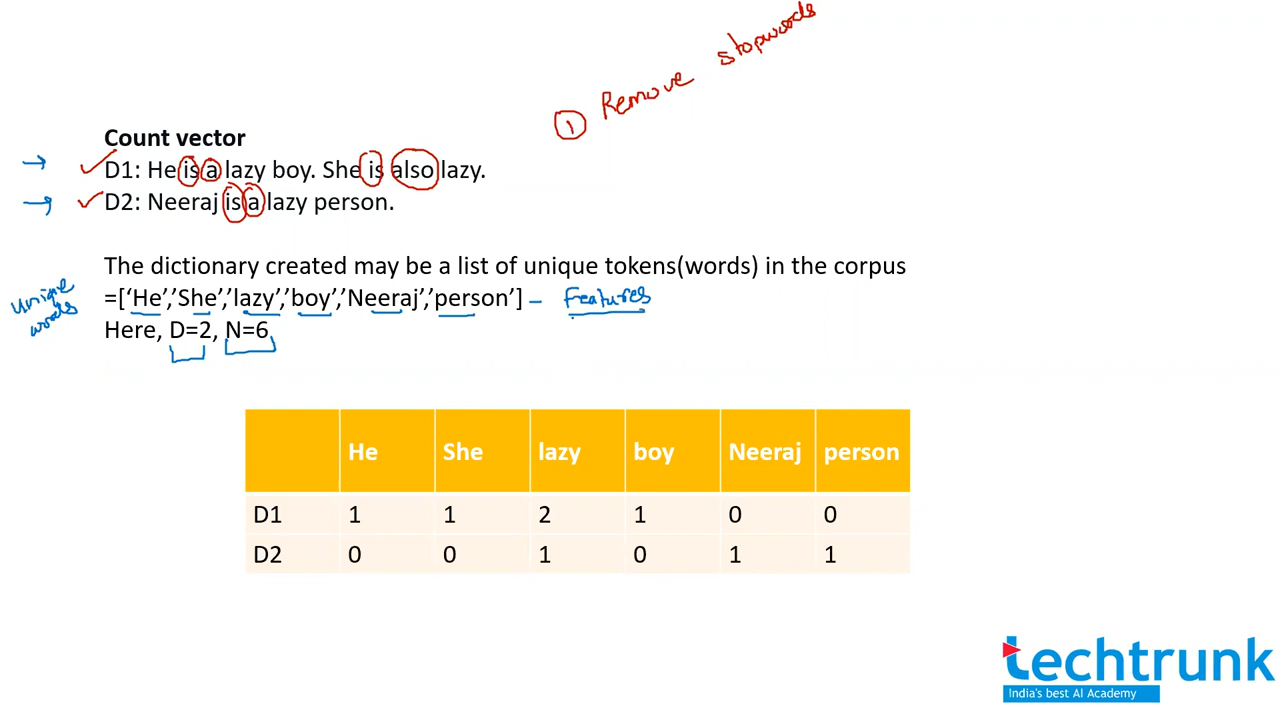 ① Remove stopwords
Count vector
D1: He is a lazy boy. She is also lazy.
D2: Neeraj is a lazy person.
The dictionary created may be a list of unique tokens(words) in the corpus
unique words
=[‘He’,’She’,’lazy’,’boy’,’Neeraj’,’person’] - Features
Here, D=2, N=6
He She lazy boy Neeraj person
D1 1 1 2 1 0 0
D2 0 0 1 0 1 1
techtrunk
India's best AI Academy